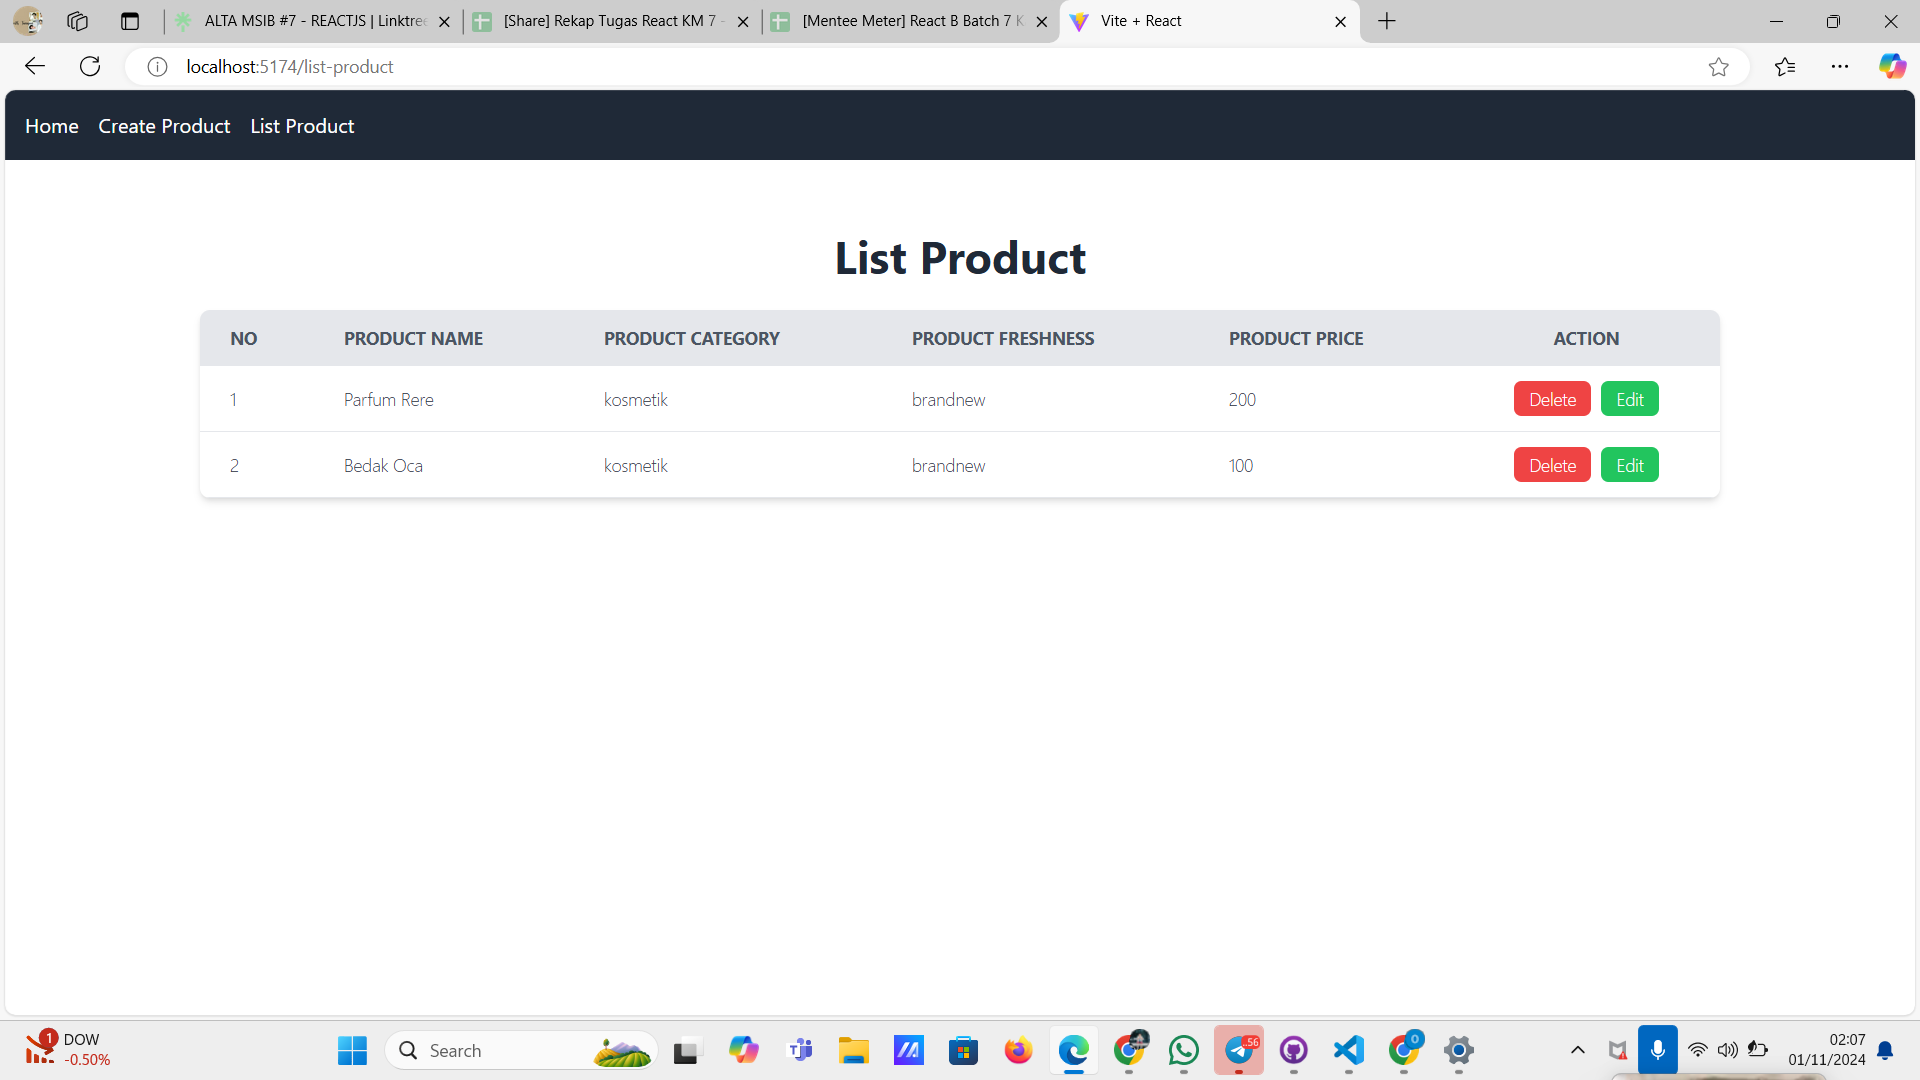 ALTA MSIB #7 - REACTJS | Linktree
[Share] Rekap Tugas React KM 7 -
[Mentee Meter] React B Batch 7 K
Vite + React
localhost:5174/list-product
Home Create Product List Product
List Product
NO PRODUCT NAME PRODUCT CATEGORY PRODUCT FRESHNESS PRODUCT PRICE ACTION
1 Parfum Rere kosmetik brandnew 200 Delete Edit
2 Bedak Oca kosmetik brandnew 100 Delete Edit
1 DOW
-0.50%
Search
.56
0
02:07
01/11/2024